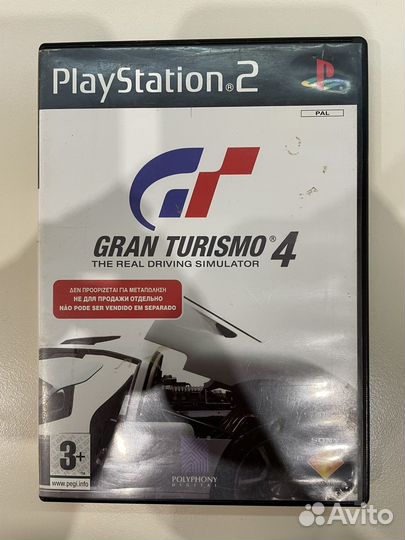 PlayStation®2
PAL
GRAN TURISMO® 4
THE REAL DRIVING SIMULATOR
ΔΕΝ ΠΡΟΟΡΙΖΕΤΑΙ ΓΙΑ ΜΕΤΑΠΩΛΗΣΗ
НЕ ДЛЯ ПРОДАЖИ ОТДЕЛЬНО
NÃO PODE SER VENDIDO EM SEPARADO
3+
www.pegi.info
POLYPHONY
DIGITAL
SONY
Avito